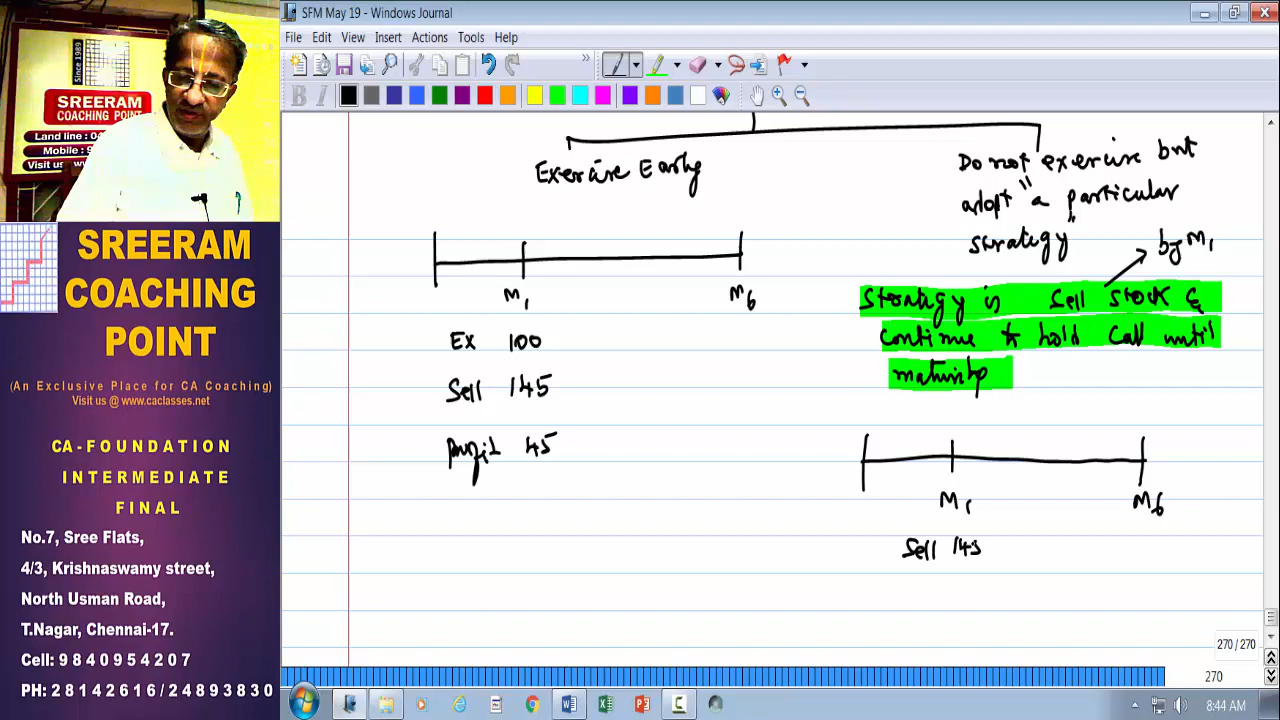 SFM May 19 - Windows Journal
File Edit View Insert Actions Tools Help
Since 1989
SREERAM
COACHING POINT
Land line : 04
Mobile : 9
Visit us
SREERAM
COACHING
POINT
(An Exclusive Place for CA Coaching)
Visit us @ www.caclasses.net
CA-FOUNDATION
INTERMEDIATE
FINAL
No.7, Sree Flats,
4/3, Krishnaswamy street,
North Usman Road,
T.Nagar, Chennai-17.
Cell: 9840954207
PH: 28142616/24893830
Exercise Early
M1 M6
Ex 100
Sell 145
Profit 45
Do not exercise but
adopt "a particular
strategy"
by M1
Strategy is Sell Stock &
continue to hold Call until
maturity
M1 M6
Sell 145
270 / 270
270
8:44 AM